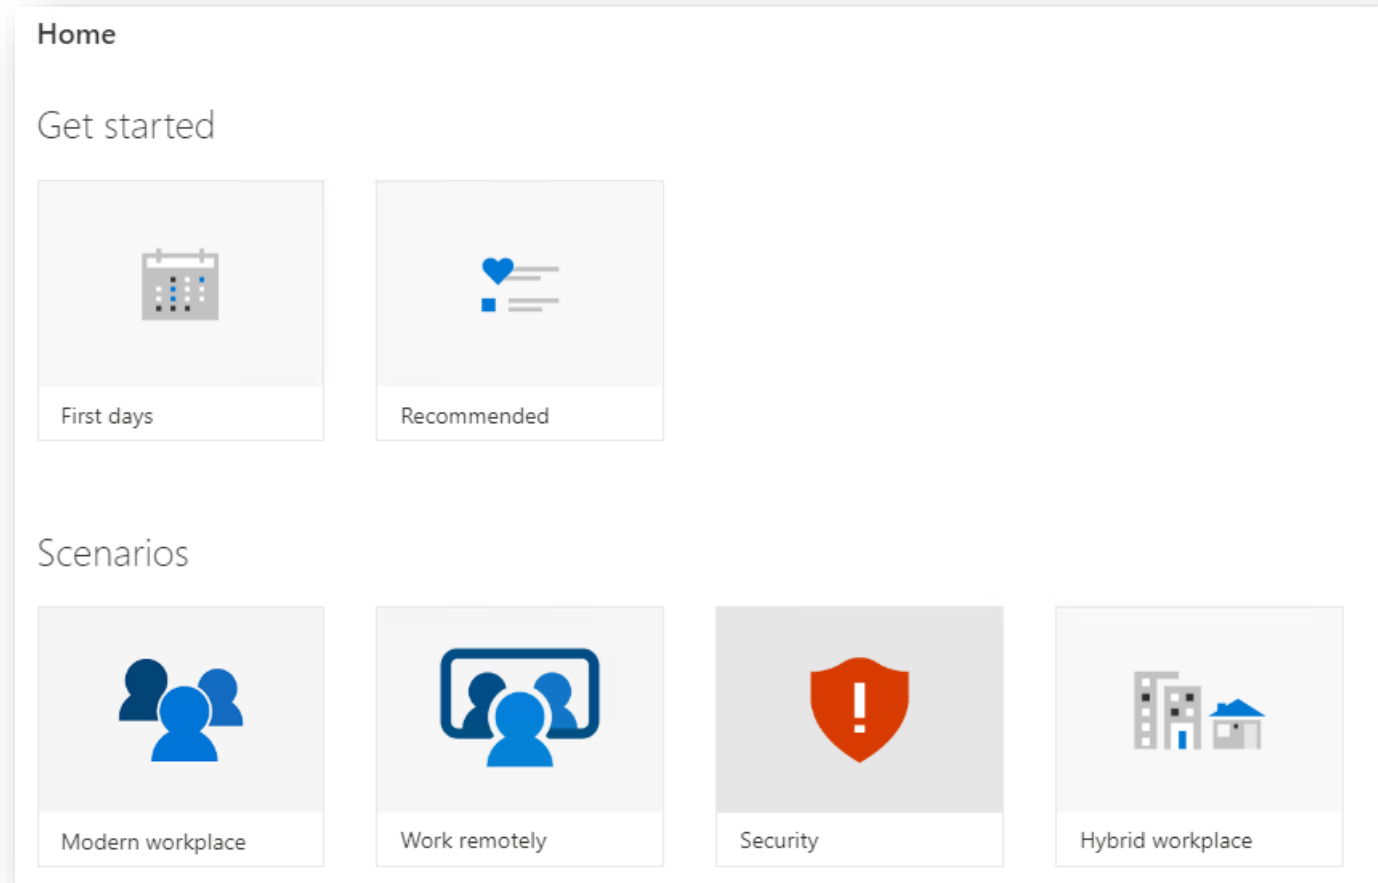 Home
Get started
First days
Recommended
Scenarios
Modern workplace
Work remotely
Security
Hybrid workplace